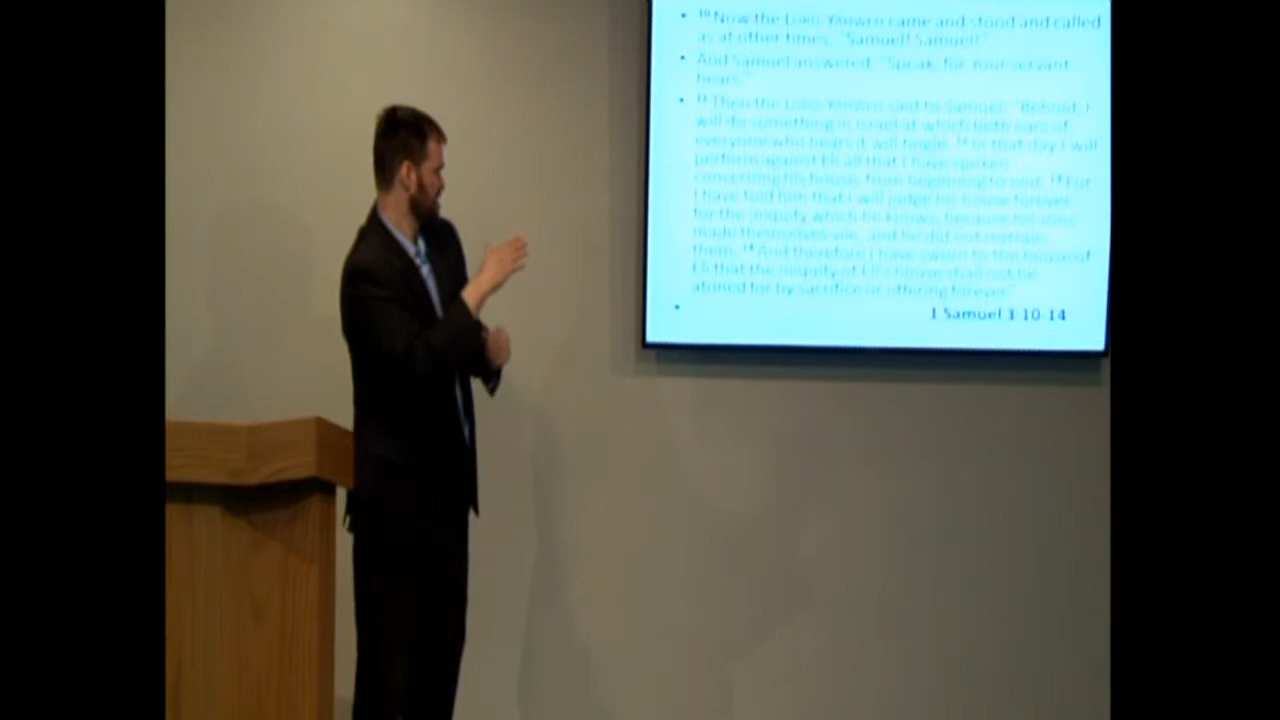 • 10 Now the LORD YAHWEH came and stood and called
as at other times, "Samuel! Samuel!"
• And Samuel answered, "Speak, for Your servant
hears."
• 11 Then the LORD YAHWEH said to Samuel: "Behold, I
will do something in Israel at which both ears of
everyone who hears it will tingle. 12 In that day I will
perform against Eli all that I have spoken
concerning his house, from beginning to end. 13 For
I have told him that I will judge his house forever
for the iniquity which he knows, because his sons
made themselves vile, and he did not restrain
them. 14 And therefore I have sworn to the house of
Eli that the iniquity of Eli's house shall not be
atoned for by sacrifice or offering forever."
•
1 Samuel 3:10-14